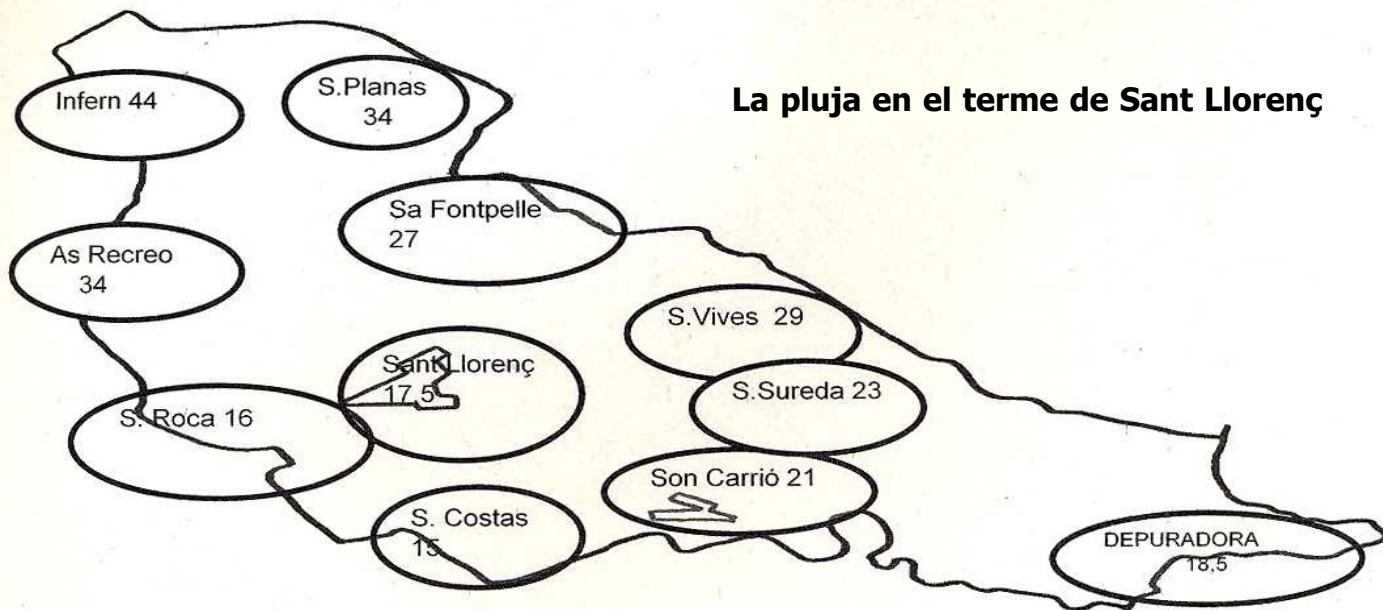 La pluja en el terme de Sant Llorenç
Infern 44
S.Planas
34
Sa Fontpelle
27
As Recreo
34
S.Vives 29
Sant Llorenç
17,5
S.Sureda 23
S. Roca 16
Son Carrió 21
S. Costas
15
DEPURADORA
18,5